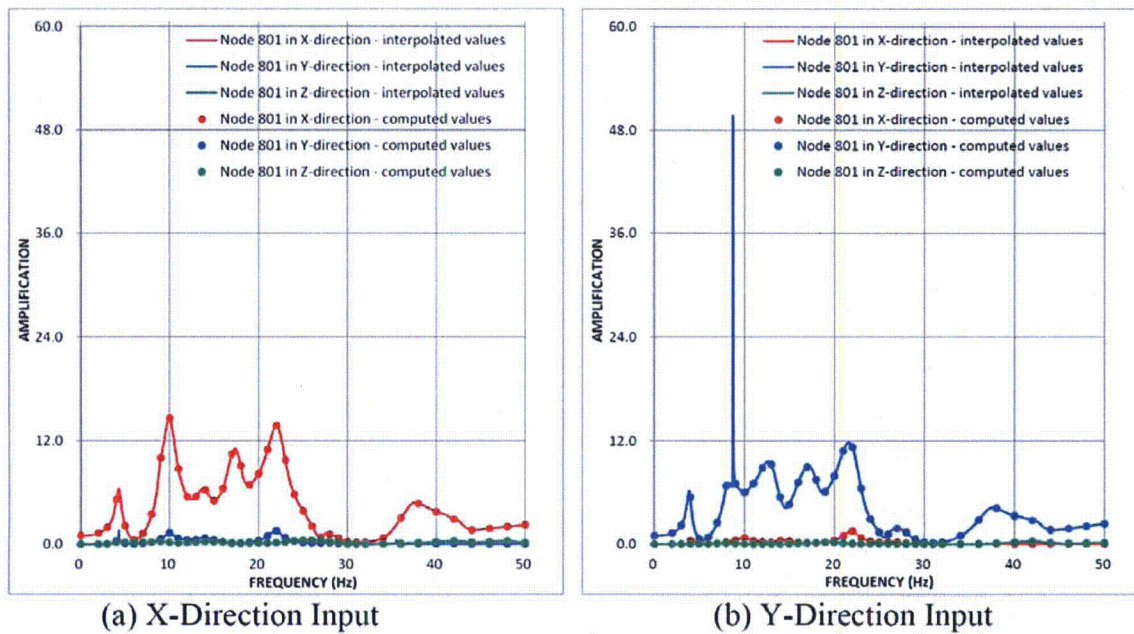 60.0
48.0
36.0
24.0
12.0
0.0
AMPLIFICATION
Node 801 in X-direction - interpolated values
Node 801 in Y-direction - interpolated values
Node 801 in Z-direction - interpolated values
Node 801 in X-direction - computed values
Node 801 in Y-direction - computed values
Node 801 in Z-direction - computed values
0 10 20 30 40 50
FREQUENCY (Hz)
(a) X-Direction Input
60.0
48.0
36.0
24.0
12.0
0.0
AMPLIFICATION
Node 801 in X-direction - interpolated values
Node 801 in Y-direction - interpolated values
Node 801 in Z-direction - interpolated values
Node 801 in X-direction - computed values
Node 801 in Y-direction - computed values
Node 801 in Z-direction - computed values
0 10 20 30 40 50
FREQUENCY (Hz)
(b) Y-Direction Input